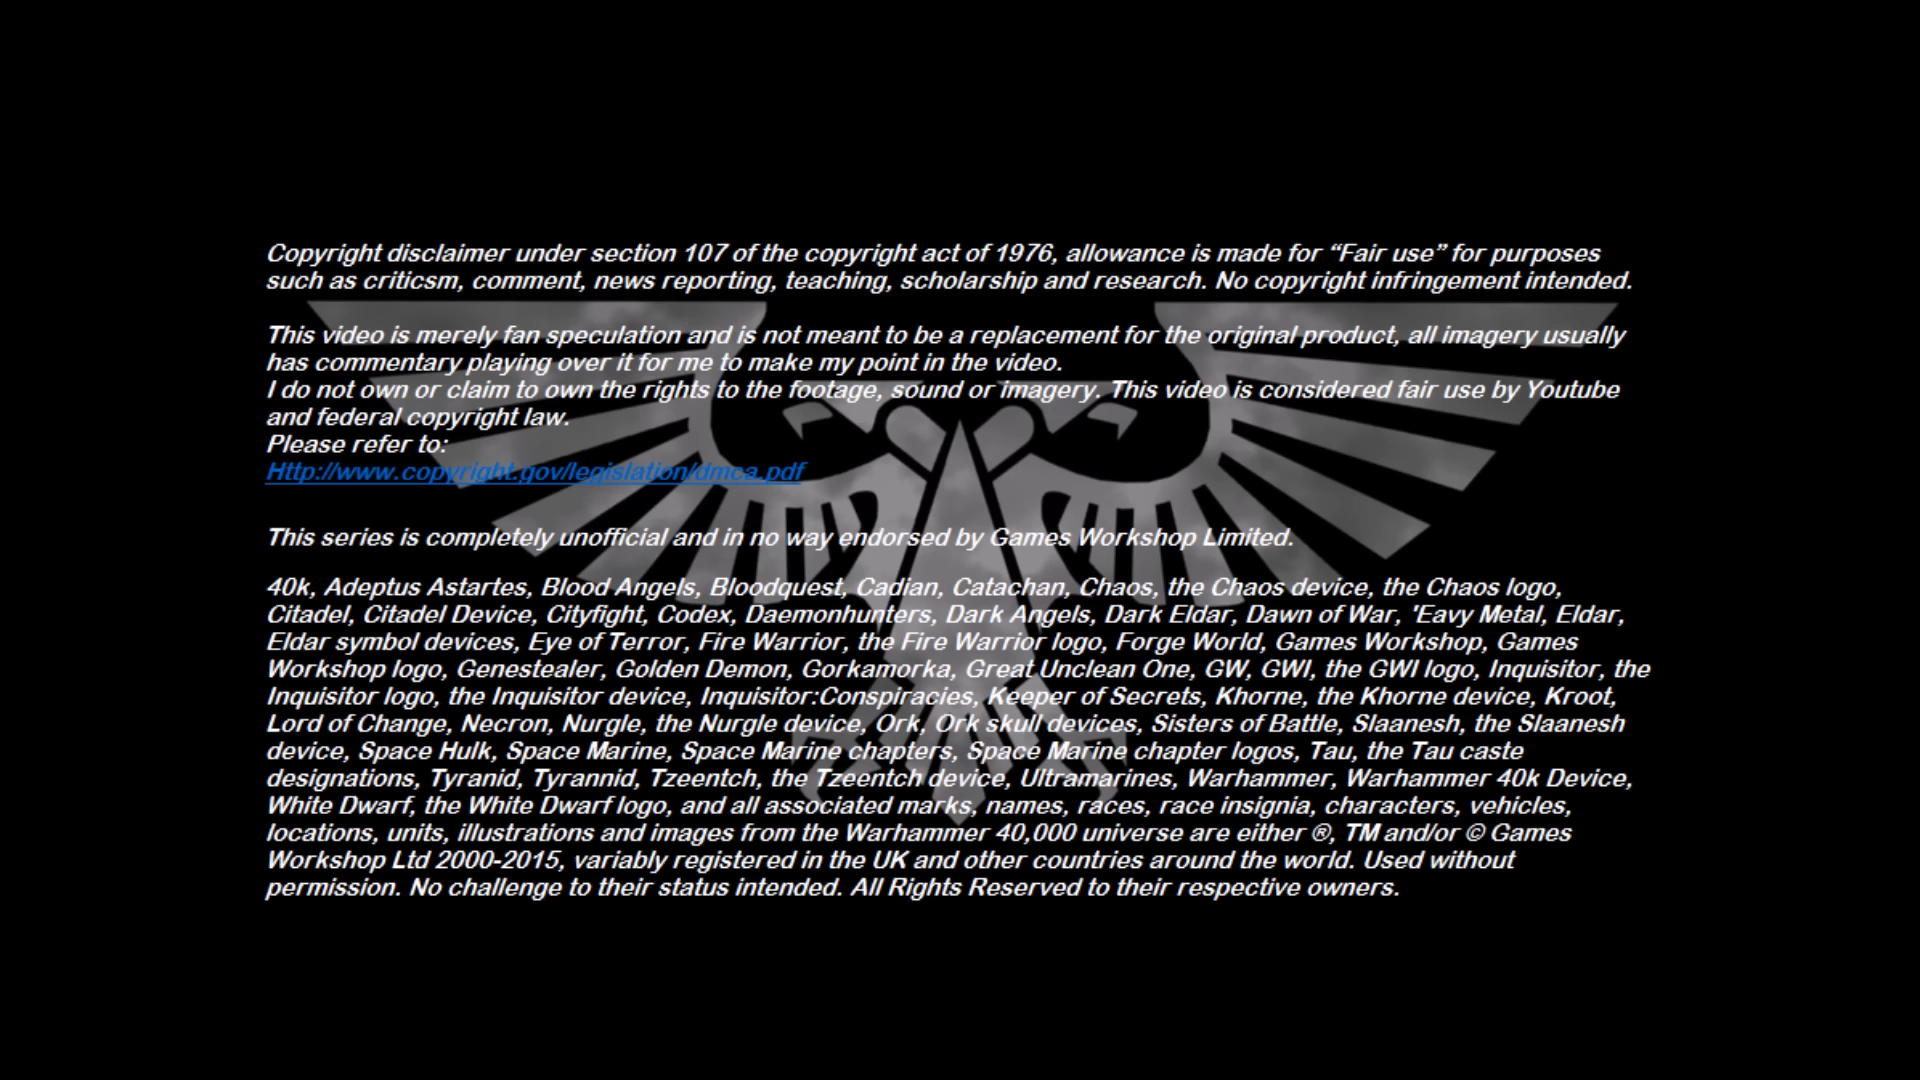 Copyright disclaimer under section 107 of the copyright act of 1976, allowance is made for “Fair use” for purposes
such as criticsm, comment, news reporting, teaching, scholarship and research. No copyright infringement intended.
This video is merely fan speculation and is not meant to be a replacement for the original product, all imagery usually
has commentary playing over it for me to make my point in the video.
I do not own or claim to own the rights to the footage, sound or imagery. This video is considered fair use by Youtube
and federal copyright law.
Please refer to:
Http://www.copyright.gov/legislation/dmca.pdf
This series is completely unofficial and in no way endorsed by Games Workshop Limited.
40k, Adeptus Astartes, Blood Angels, Bloodquest, Cadian, Catachan, Chaos, the Chaos device, the Chaos logo,
Citadel, Citadel Device, Cityfight, Codex, Daemonhunters, Dark Angels, Dark Eldar, Dawn of War, 'Eavy Metal, Eldar,
Eldar symbol devices, Eye of Terror, Fire Warrior, the Fire Warrior logo, Forge World, Games Workshop, Games
Workshop logo, Genestealer, Golden Demon, Gorkamorka, Great Unclean One, GW, GWI, the GWI logo, Inquisitor, the
Inquisitor logo, the Inquisitor device, Inquisitor:Conspiracies, Keeper of Secrets, Khorne, the Khorne device, Kroot,
Lord of Change, Necron, Nurgle, the Nurgle device, Ork, Ork skull devices, Sisters of Battle, Slaanesh, the Slaanesh
device, Space Hulk, Space Marine, Space Marine chapters, Space Marine chapter logos, Tau, the Tau caste
designations, Tyranid, Tyrannid, Tzeentch, the Tzeentch device, Ultramarines, Warhammer, Warhammer 40k Device,
White Dwarf, the White Dwarf logo, and all associated marks, names, races, race insignia, characters, vehicles,
locations, units, illustrations and images from the Warhammer 40,000 universe are either ®, TM and/or © Games
Workshop Ltd 2000-2015, variably registered in the UK and other countries around the world. Used without
permission. No challenge to their status intended. All Rights Reserved to their respective owners.